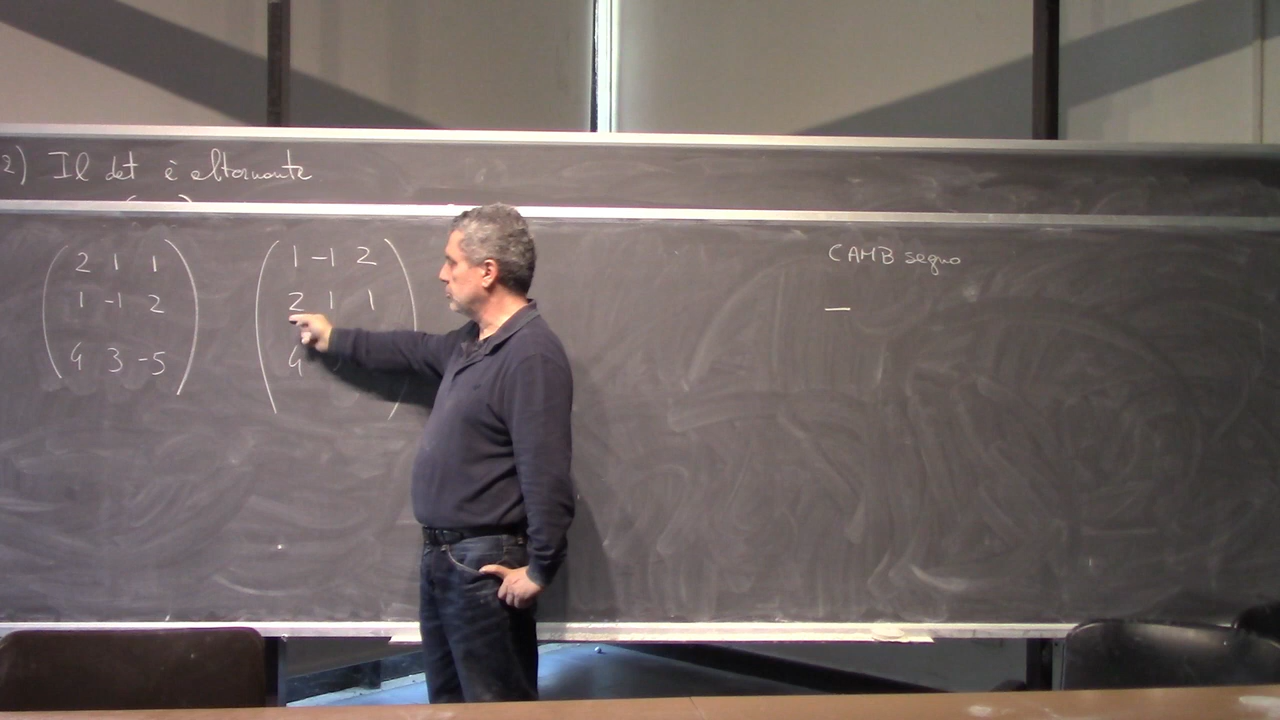 2) Il det è alternante
2 1 1
1 -1 2
4 3 -5
1 -1 2
2 1 1
4
CAMB segno
—